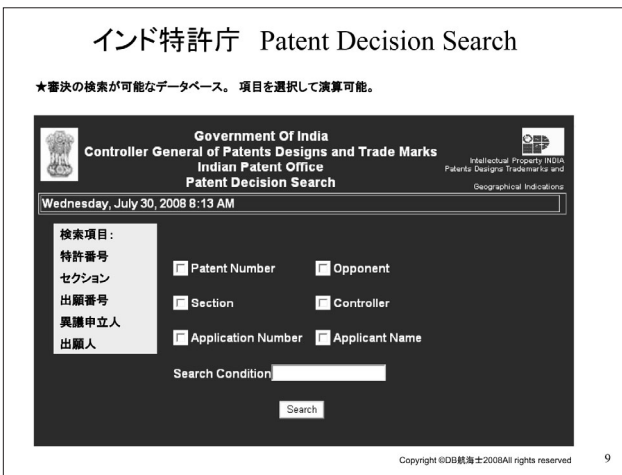 インド特許庁 Patent Decision Search
★審決の検索が可能なデータベース。 項目を選択して演算可能。
Government Of India
Controller General of Patents Designs and Trade Marks
Indian Patent Office
Patent Decision Search
Intellectual Property INDIA
Patents Designs Trademarks and
Geographical Indications
Wednesday, July 30, 2008 8:13 AM
検索項目:
特許番号
セクション
出願番号
異議申立人
出願人
Patent Number Opponent
Section Controller
Application Number Applicant Name
Search Condition
Search
Copyright ©DB航海士2008All rights reserved
9